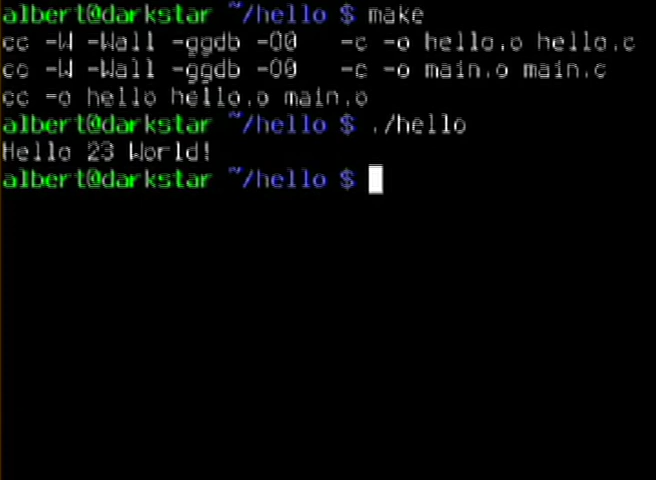 albert@darkstar ~/hello $ make
cc -W -Wall -ggdb -O0   -c -o hello.o hello.c
cc -W -Wall -ggdb -O0   -c -o main.o main.c
cc -o hello hello.o main.o
albert@darkstar ~/hello $ ./hello
Hello 23 World!
albert@darkstar ~/hello $